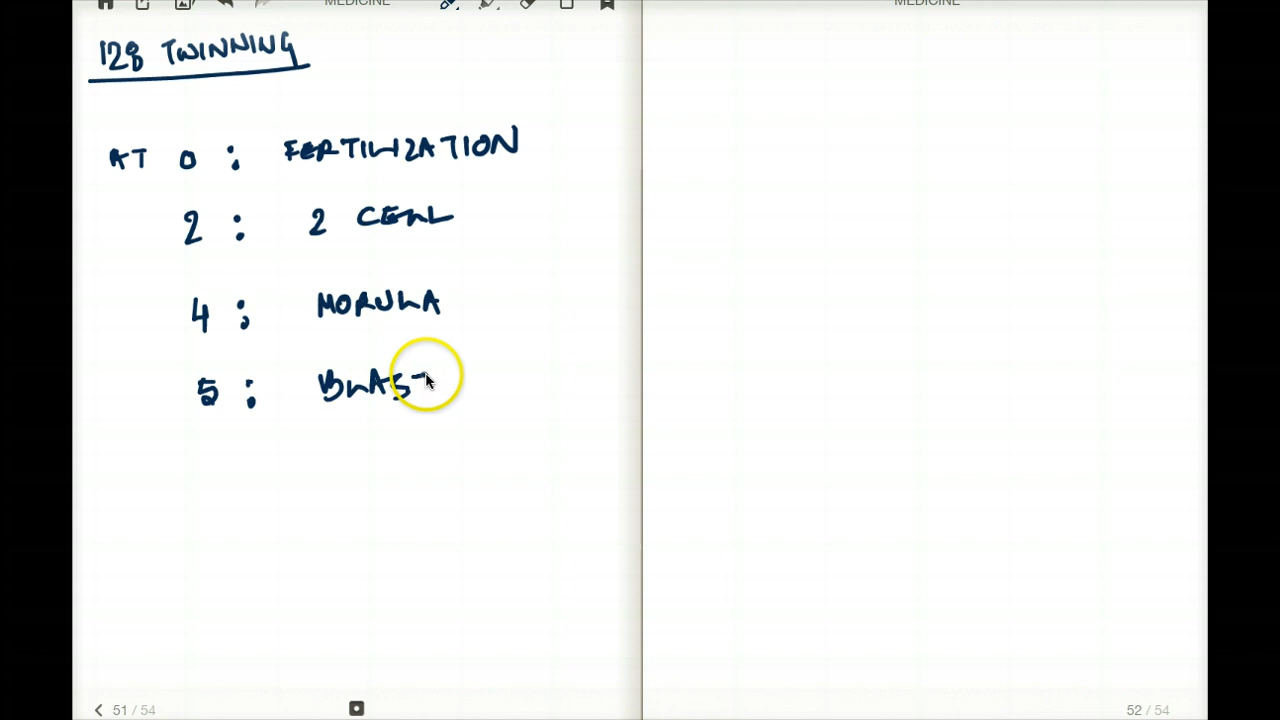 MEDICINE
MEDICINE
128 TWINNING
AT 0 : FERTILIZATION
2 : 2 CELL
4 : MORULA
5 : BLAST
51 / 54
52 / 54